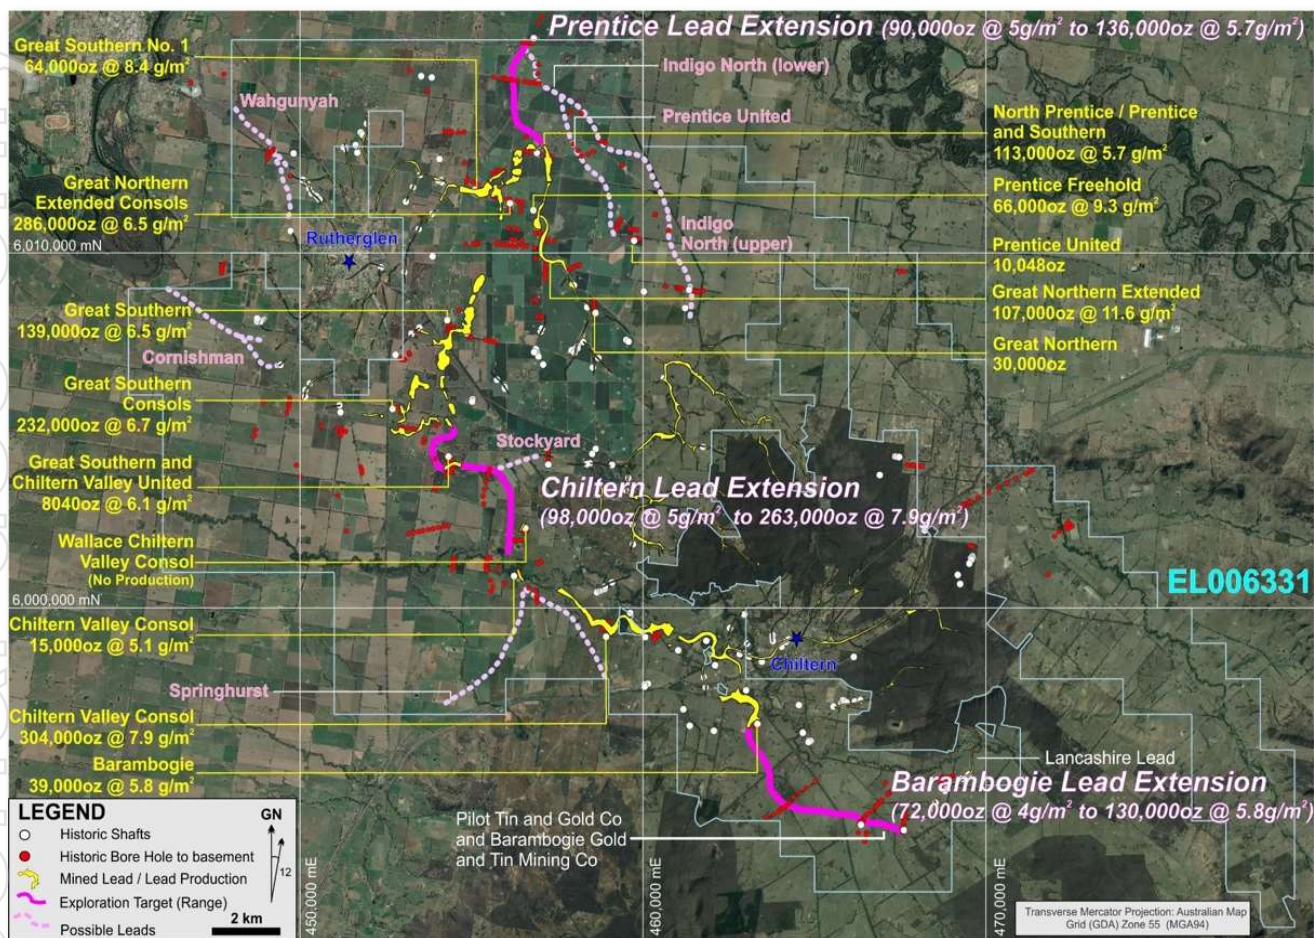 Prentice Lead Extension (90,000oz @ 5g/m² to 136,000oz @ 5.7g/m²)
Great Southern No. 1
64,000oz @ 8.4 g/m²
Indigo North (lower)
Wahgunyah
Prentice United
North Prentice / Prentice
and Southern
113,000oz @ 5.7 g/m²
Great Northern
Extended Consols
286,000oz @ 6.5 g/m²
Prentice Freehold
66,000oz @ 9.3 g/m²
6,010,000 mN
Rutherglen
Indigo
North (upper)
Prentice United
10,048oz
Great Northern Extended
107,000oz @ 11.6 g/m²
Great Southern
139,000oz @ 6.5 g/m²
Great Northern
30,000oz
Cornishman
Great Southern
Consols
232,000oz @ 6.7 g/m²
Stockyard
Great Southern and
Chiltern Valley United
8040oz @ 6.1 g/m²
Chiltern Lead Extension
(98,000oz @ 5g/m² to 263,000oz @ 7.9g/m²)
Wallace Chiltern
Valley Consol
(No Production)
EL006331
6,000,000 mN
Chiltern Valley Consol
15,000oz @ 5.1 g/m²
Chiltern
Springhurst
Chiltern Valley Consol
304,000oz @ 7.9 g/m²
Barambogie
39,000oz @ 5.8 g/m²
Lancashire Lead
Barambogie Lead Extension
(72,000oz @ 4g/m² to 130,000oz @ 5.8g/m²)
Pilot Tin and Gold Co
and Barambogie Gold
and Tin Mining Co
LEGEND
GN
12
Historic Shafts
Historic Bore Hole to basement
Mined Lead / Lead Production
Exploration Target (Range)
Possible Leads
2 km
450,000 mE
460,000 mE
470,000 mE
Transverse Mercator Projection: Australian Map
Grid (GDA) Zone 55 (MGA94)